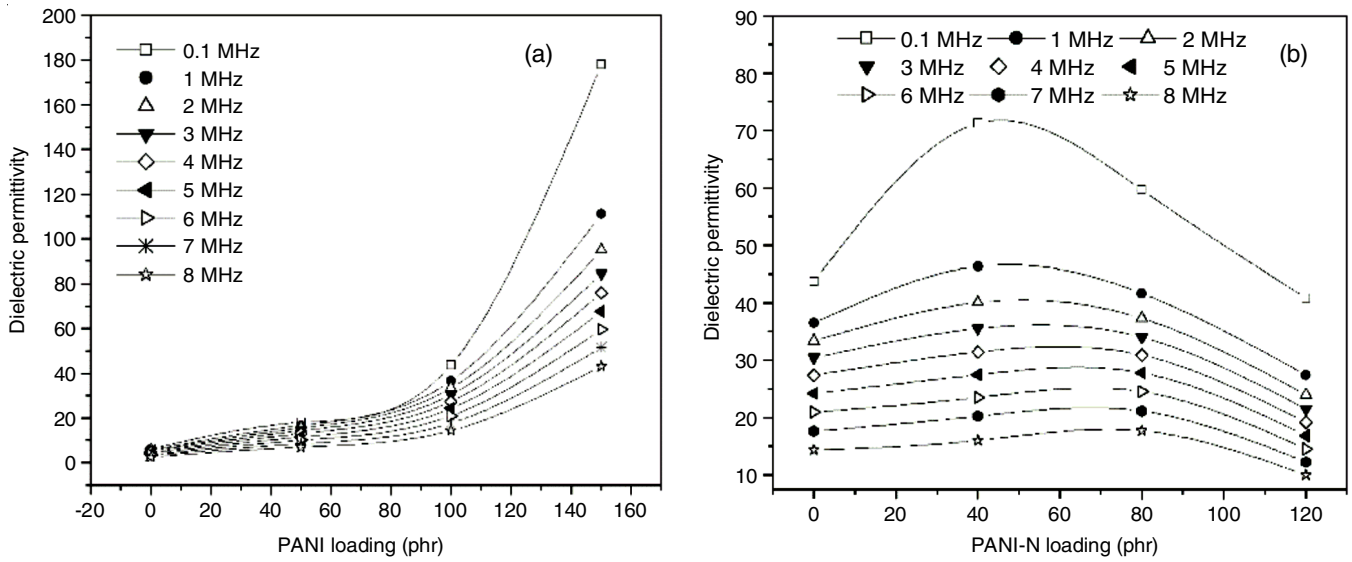 200
180
160
140
120
100
80
60
40
20
0
Dielectric permittivity
0.1 MHz
1 MHz
2 MHz
3 MHz
4 MHz
5 MHz
6 MHz
7 MHz
8 MHz
(a)
-20 0 20 40 60 80 100 120 140 160
PANI loading (phr)
90
80
70
60
50
40
30
20
10
Dielectric permittivity
0.1 MHz 1 MHz 2 MHz
3 MHz 4 MHz 5 MHz
6 MHz 7 MHz 8 MHz
(b)
0 20 40 60 80 100 120
PANI-N loading (phr)